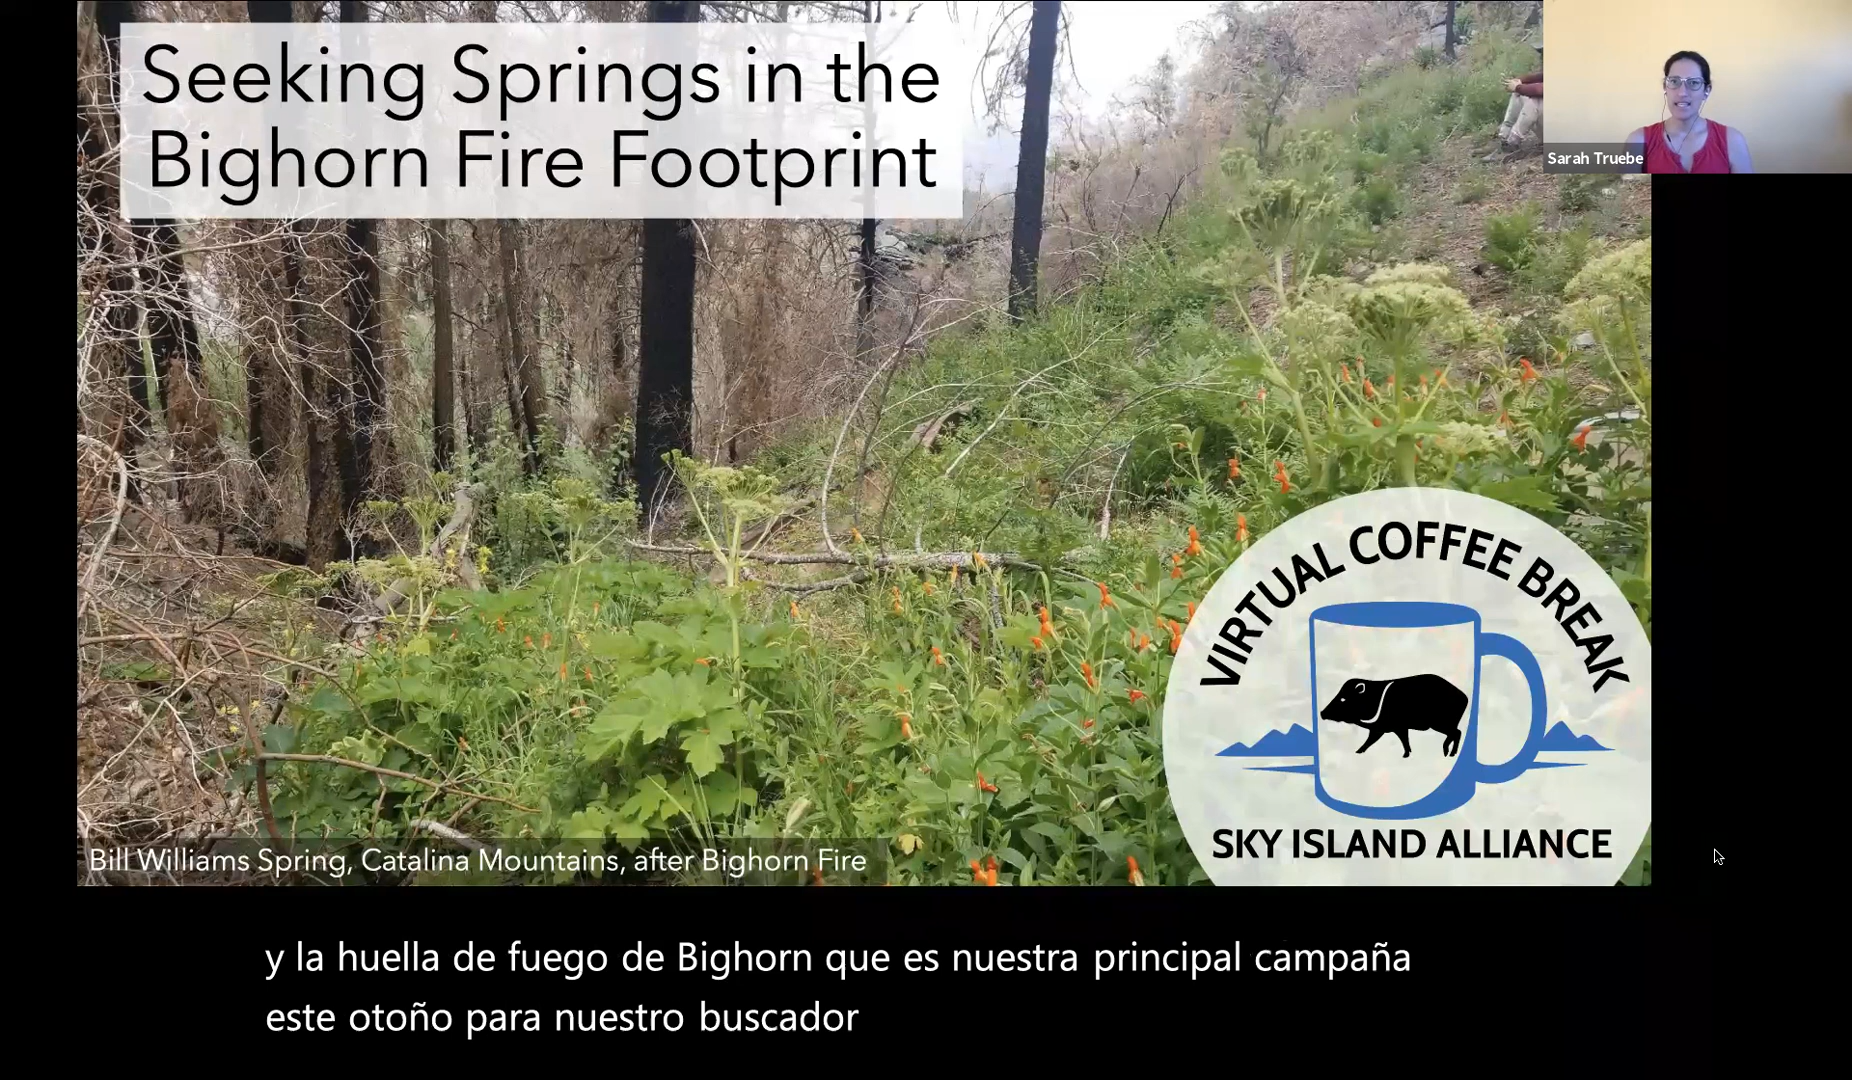 Seeking Springs in the
Bighorn Fire Footprint
Sarah Truebe
VIRTUAL COFFEE BREAK
SKY ISLAND ALLIANCE
Bill Williams Spring, Catalina Mountains, after Bighorn Fire
y la huella de fuego de Bighorn que es nuestra principal campaña
este otoño para nuestro buscador